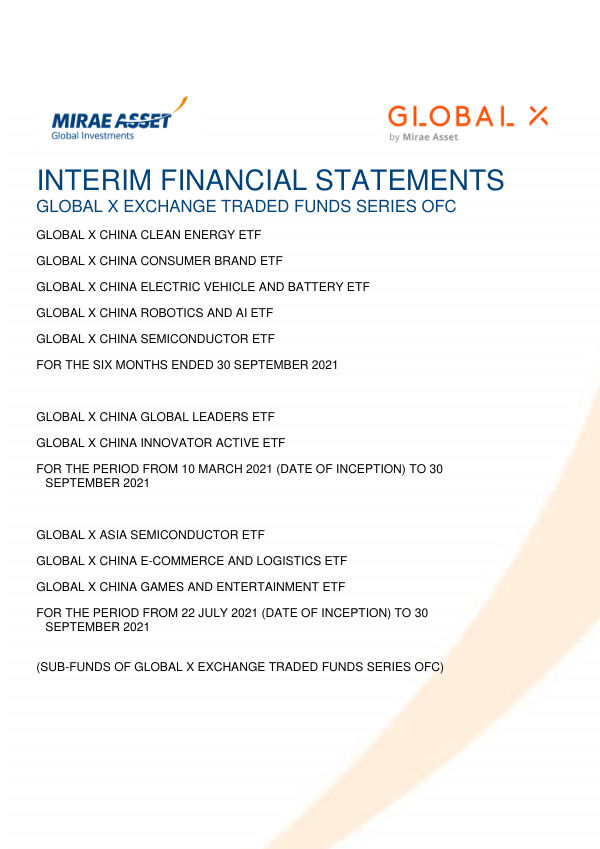 MIRAE ASSET
Global Investments
GLOBAL X
by Mirae Asset
INTERIM FINANCIAL STATEMENTS
GLOBAL X EXCHANGE TRADED FUNDS SERIES OFC
GLOBAL X CHINA CLEAN ENERGY ETF
GLOBAL X CHINA CONSUMER BRAND ETF
GLOBAL X CHINA ELECTRIC VEHICLE AND BATTERY ETF
GLOBAL X CHINA ROBOTICS AND AI ETF
GLOBAL X CHINA SEMICONDUCTOR ETF
FOR THE SIX MONTHS ENDED 30 SEPTEMBER 2021
GLOBAL X CHINA GLOBAL LEADERS ETF
GLOBAL X CHINA INNOVATOR ACTIVE ETF
FOR THE PERIOD FROM 10 MARCH 2021 (DATE OF INCEPTION) TO 30
SEPTEMBER 2021
GLOBAL X ASIA SEMICONDUCTOR ETF
GLOBAL X CHINA E-COMMERCE AND LOGISTICS ETF
GLOBAL X CHINA GAMES AND ENTERTAINMENT ETF
FOR THE PERIOD FROM 22 JULY 2021 (DATE OF INCEPTION) TO 30
SEPTEMBER 2021
(SUB-FUNDS OF GLOBAL X EXCHANGE TRADED FUNDS SERIES OFC)